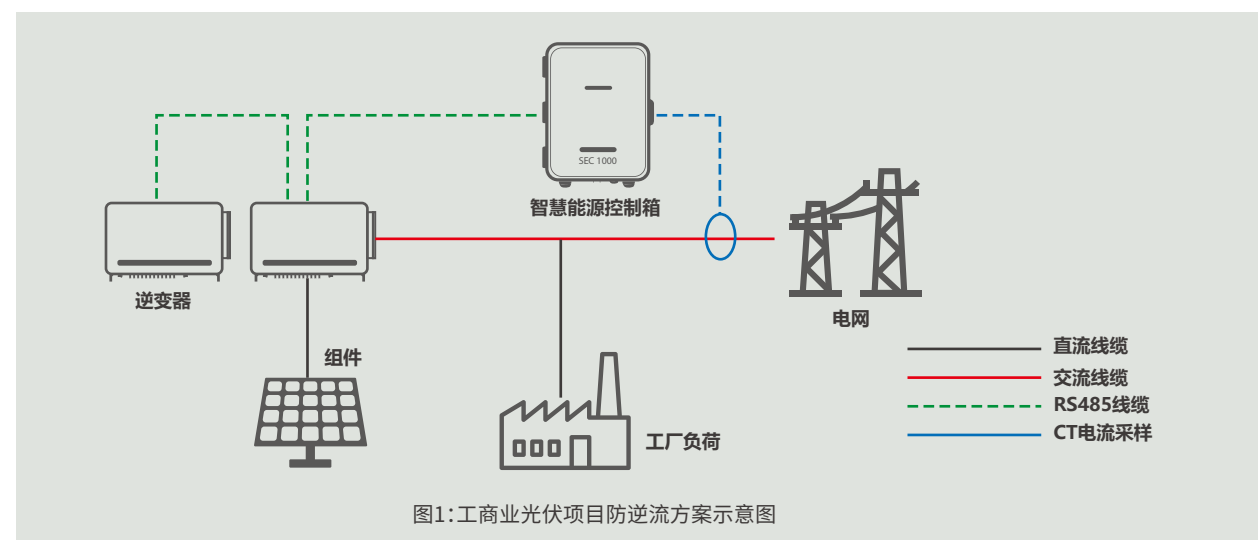 SEC 1000
智慧能源控制箱
逆变器
电网
组件
直流线缆
交流线缆
RS485线缆
CT电流采样
工厂负荷
图1:工商业光伏项目防逆流方案示意图